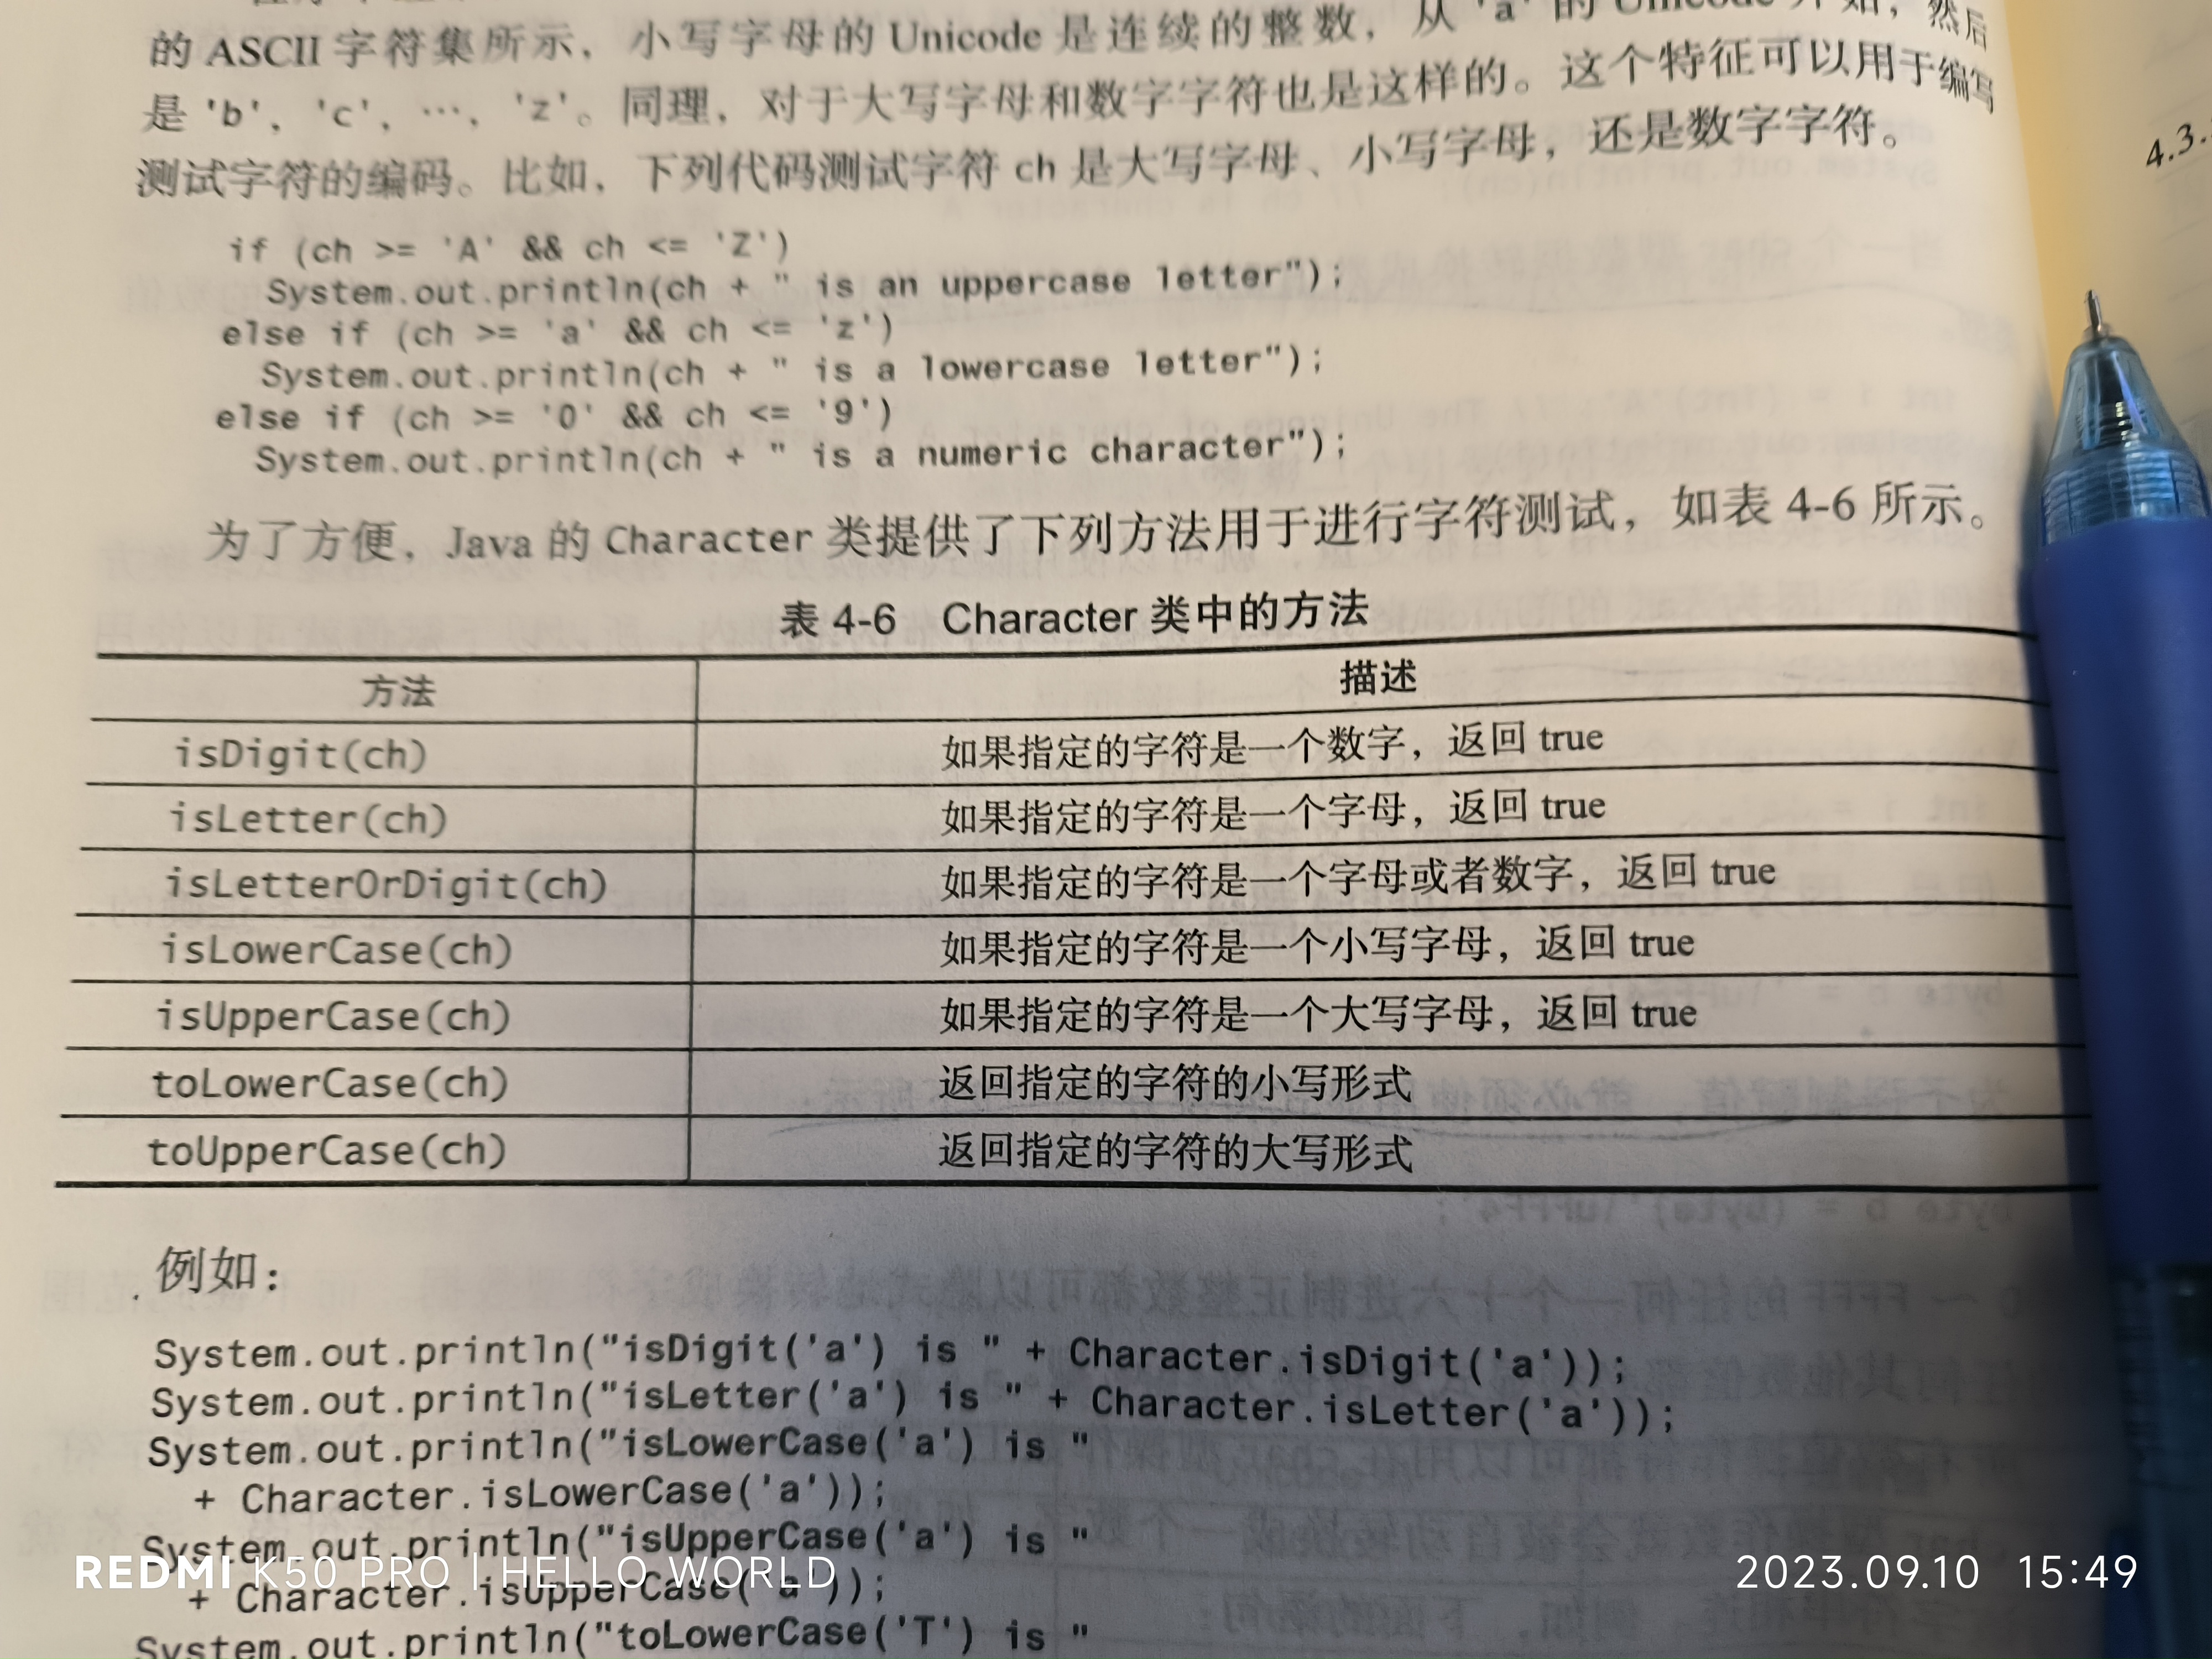 的 ASCII 字符集所示，小写字母的 Unicode 是连续的整数，从 'a' 的 Unicode 开始，然后
是 'b'，'c'，…，'z'。同理，对于大写字母和数字字符也是这样的。这个特征可以用于编写
测试字符的编码。比如，下列代码测试字符 ch 是大写字母、小写字母，还是数字字符。
4.3.
if (ch >= 'A' && ch <= 'Z')
System.out.println(ch + " is an uppercase letter");
else if (ch >= 'a' && ch <= 'z')
System.out.println(ch + " is a lowercase letter");
else if (ch >= '0' && ch <= '9')
System.out.println(ch + " is a numeric character");
为了方便，Java 的 Character 类提供了下列方法用于进行字符测试，如表 4-6 所示。
表 4-6 Character 类中的方法
方法 描述
isDigit(ch) 如果指定的字符是一个数字，返回 true
isLetter(ch) 如果指定的字符是一个字母，返回 true
isLetterOrDigit(ch) 如果指定的字符是一个字母或者数字，返回 true
isLowerCase(ch) 如果指定的字符是一个小写字母，返回 true
isUpperCase(ch) 如果指定的字符是一个大写字母，返回 true
toLowerCase(ch) 返回指定的字符的小写形式
toUpperCase(ch) 返回指定的字符的大写形式
例如：
System.out.println("isDigit('a') is " + Character.isDigit('a'));
System.out.println("isLetter('a') is " + Character.isLetter('a'));
System.out.println("isLowerCase('a') is "
+ Character.isLowerCase('a'));
System.out.println("isUpperCase('a') is "
+ Character.isUpperCase('a'));
System.out.println("toLowerCase('T') is "
REDMI K50 PRO | HELLO WORLD
2023.09.10 15:49